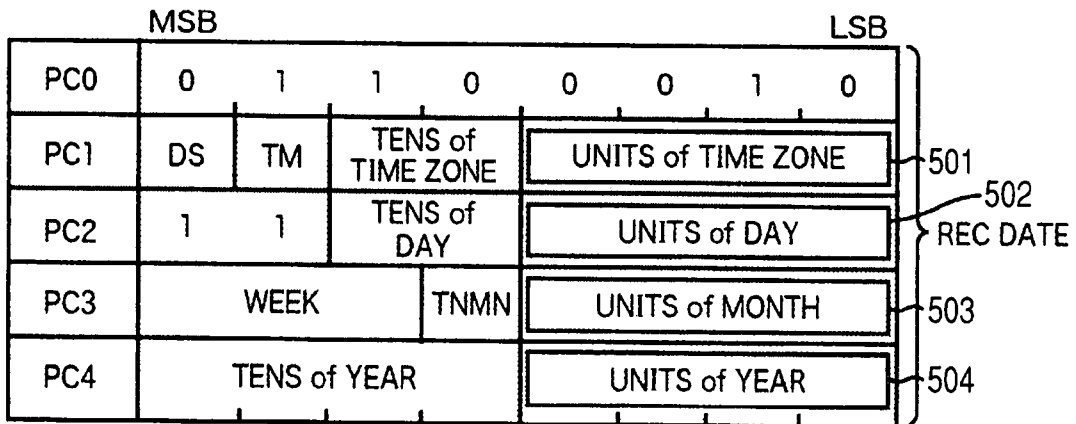 MSB LSB
PC0 0 1 1 0 0 0 1 0
PC1 DS TM TENS of TIME ZONE UNITS of TIME ZONE 501
502
PC2 1 1 TENS of DAY UNITS of DAY REC DATE
PC3 WEEK TNMN UNITS of MONTH 503
PC4 TENS of YEAR UNITS of YEAR 504